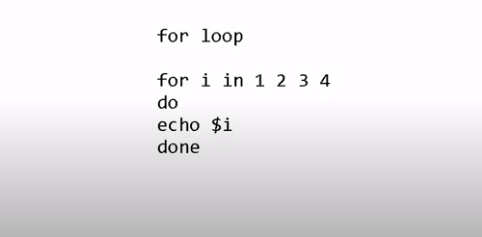 for loop
for i in 1 2 3 4
do
echo $i
done